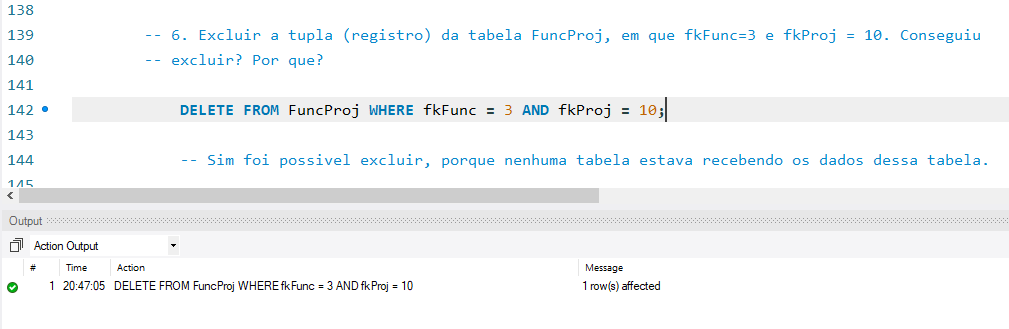 138
139 -- 6. Excluir a tupla (registro) da tabela FuncProj, em que fkFunc=3 e fkProj = 10. Conseguiu
140 -- excluir? Por que?
141
142 DELETE FROM FuncProj WHERE fkFunc = 3 AND fkProj = 10;
143
144 -- Sim foi possivel excluir, porque nenhuma tabela estava recebendo os dados dessa tabela.
145
Output
Action Output
# Time Action Message
1 20:47:05 DELETE FROM FuncProj WHERE fkFunc = 3 AND fkProj = 10 1 row(s) affected